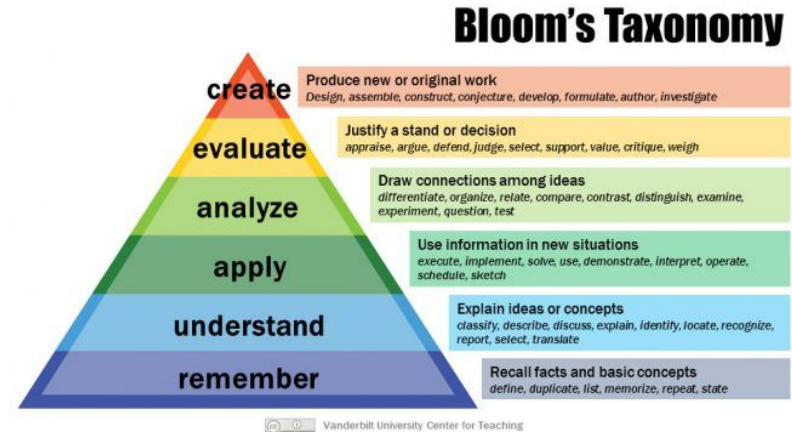 Bloom's Taxonomy
create
Produce new or original work
Design, assemble, construct, conjecture, develop, formulate, author, investigate
evaluate
Justify a stand or decision
appraise, argue, defend, judge, select, support, value, critique, weigh
analyze
Draw connections among ideas
differentiate, organize, relate, compare, contrast, distinguish, examine,
experiment, question, test
apply
Use information in new situations
execute, implement, solve, use, demonstrate, interpret, operate,
schedule, sketch
understand
Explain ideas or concepts
classify, describe, discuss, explain, identify, locate, recognize,
report, select, translate
remember
Recall facts and basic concepts
define, duplicate, list, memorize, repeat, state
cc
Vanderbilt University Center for Teaching